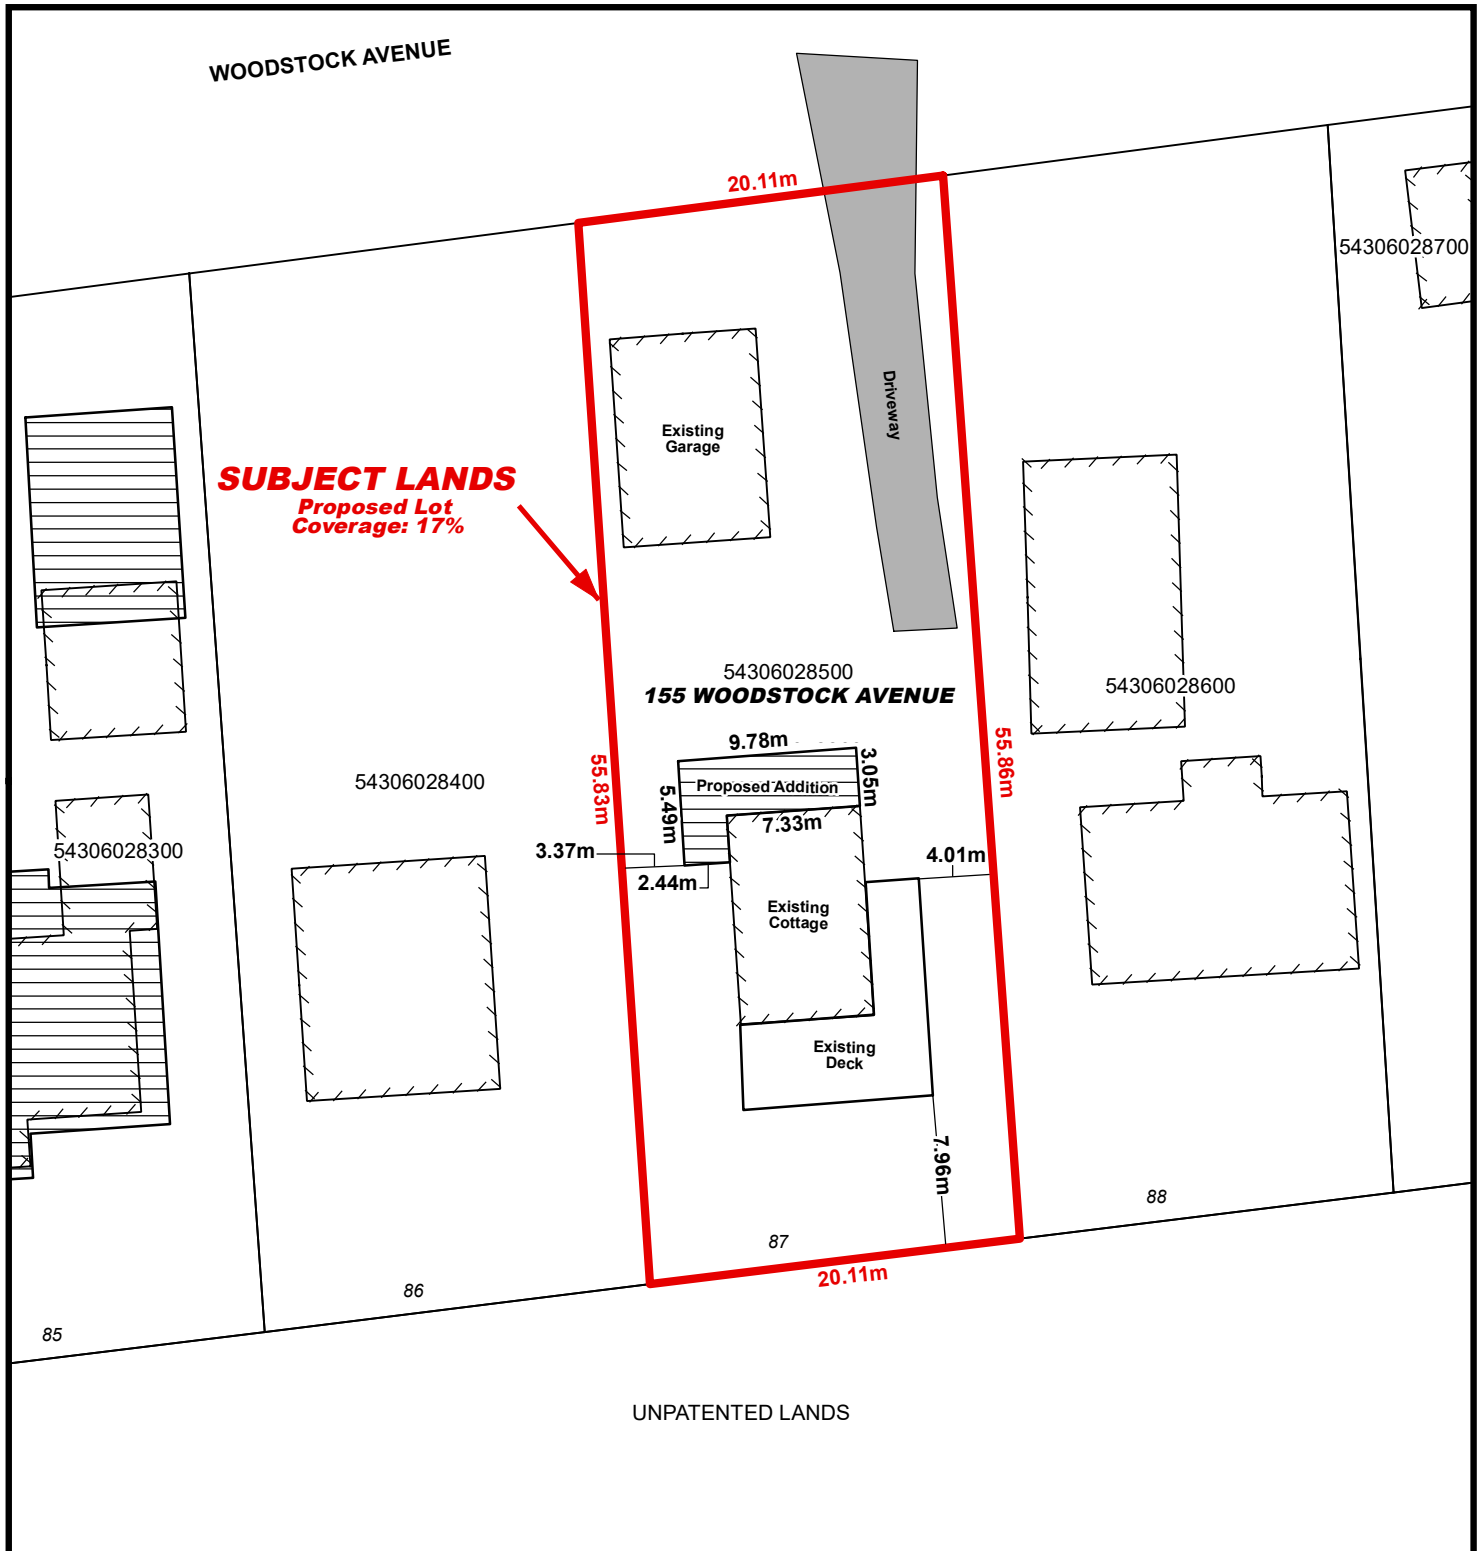 WOODSTOCK AVENUE
20.11m
54306028700
Existing
Garage
Driveway
SUBJECT LANDS
Proposed Lot
Coverage: 17%
54306028500
155 WOODSTOCK AVENUE
54306028600
9.78m
3.05m
55.86m
55.83m
54306028400
Proposed Addition
5.49m
7.33m
54306028300
3.37m
2.44m
4.01m
Existing
Cottage
Existing
Deck
7.96m
88
87
20.11m
86
85
UNPATENTED LANDS